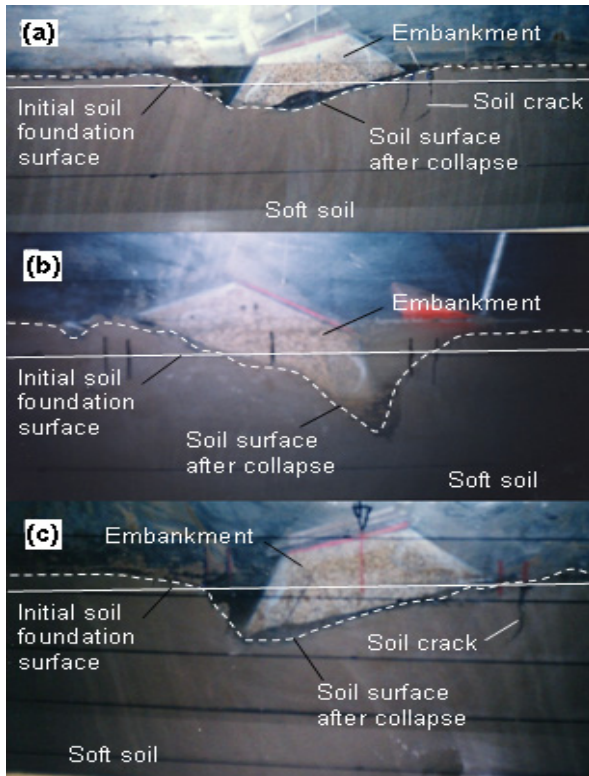 (a)
Embankment
Initial soil
foundation
surface
Soil crack
Soil surface
after collapse
Soft soil
(b)
Embankment
Initial soil
foundation
surface
Soil surface
after collapse
Soft soil
(c)
Embankment
Initial soil
foundation
surface
Soil crack
Soil surface
after collapse
Soft soil